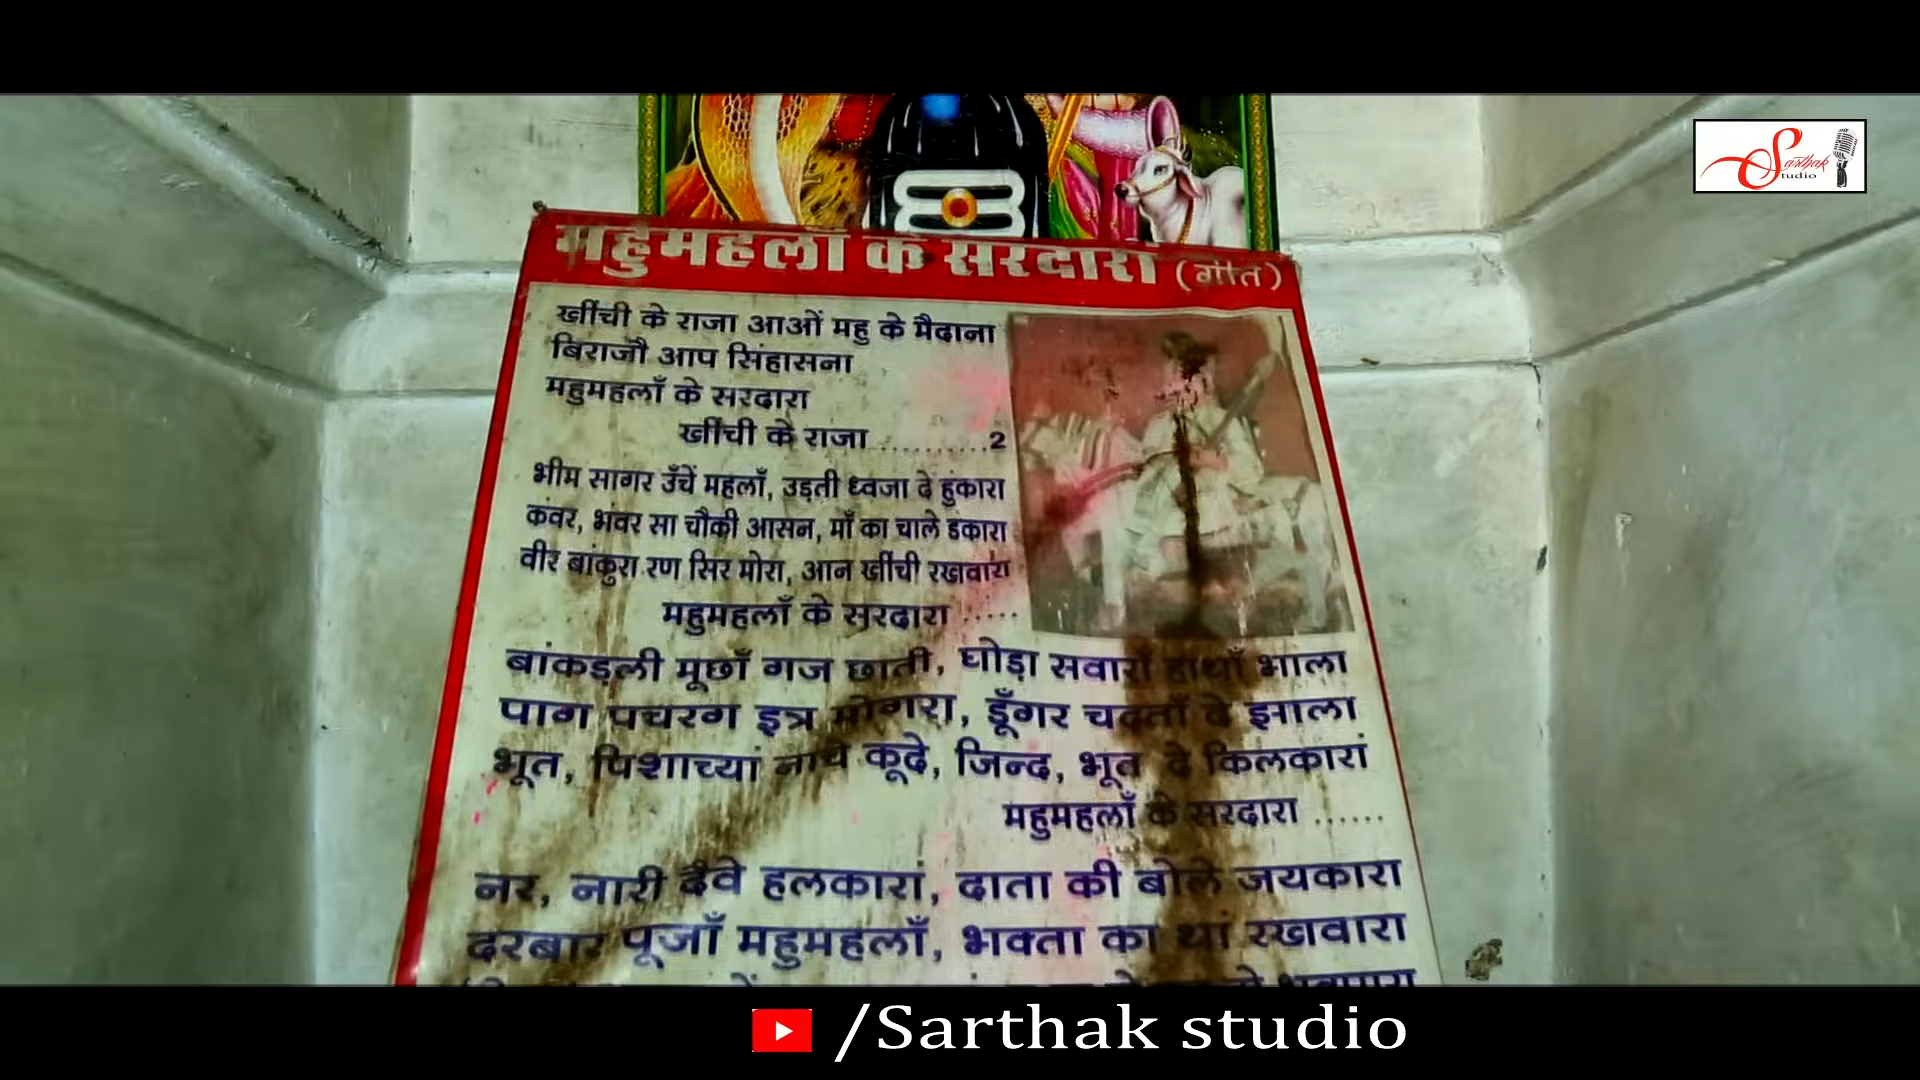 Sarthak Studio
महुमहलाँ के सरदारा (गीत)
खींची के राजा आओं महु के मैदाना
बिराजौ आप सिंहासना
महुमहलाँ के सरदारा
खींची के राजा ..........2
भीम सागर उँचें महलाँ, उड़ती ध्वजा दे हुंकारा
कंवर, भंवर सा चौकी आसन, माँ का चाले डंकारा
वीर बांकुरा रण सिर मोरा, आन खींची रखवारा
महुमहलाँ के सरदारा .....
बांकड़ली मूछाँ गज छाती, घोड़ा सवारी हाथाँ भाला
पाग पचरंग इत्र मोगरा, डूँगर चढ़ताँ दे झाला
भूत, पिशाच्यां नाचे कूदे, जिन्द, भूत दे किलकारां
महुमहलाँ के सरदारा ......
नर, नारी देवे हलकारां, दाता की बोले जयकारा
दरबार पूजाँ महुमहलाँ, भक्ता का थां रखवारा
/Sarthak studio